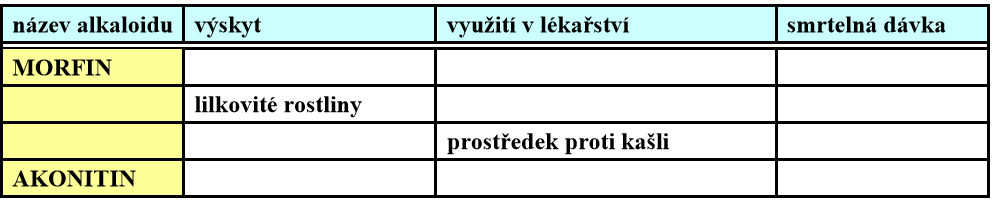 název alkaloidu výskyt využití v lékařství smrtelná dávka
MORFIN
lilkovité rostliny
prostředek proti kašli
AKONITIN